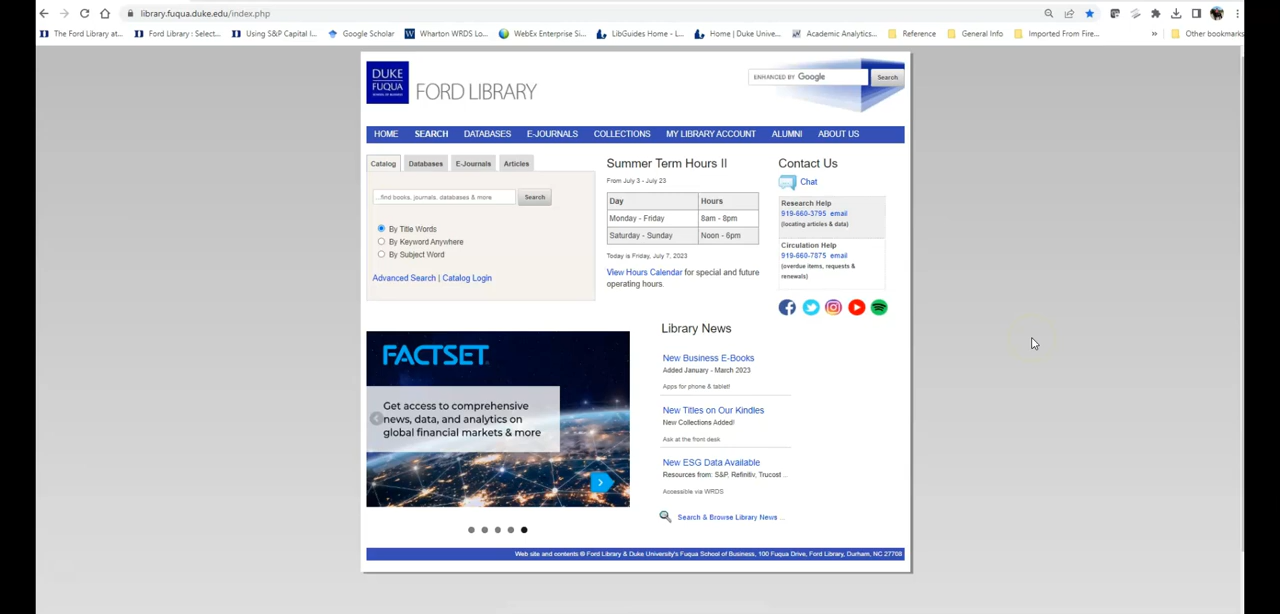 library.fuqua.duke.edu/index.php
The Ford Library at... Ford Library : Select... Using S&P Capital I... Google Scholar Wharton WRDS Lo... WebEx Enterprise Si... LibGuides Home - L... Home | Duke Unive... Academic Analytics... Reference General Info Imported From Fire... » Other bookmarks
DUKE
FUQUA
FORD LIBRARY
ENHANCED BY Google Search
HOME SEARCH DATABASES E-JOURNALS COLLECTIONS MY LIBRARY ACCOUNT ALUMNI ABOUT US
Catalog Databases E-Journals Articles
...find books, journals, databases & more Search
By Title Words
By Keyword Anywhere
By Subject Word
Advanced Search | Catalog Login
Summer Term Hours II
From July 3 - July 23
Day Hours
Monday - Friday 8am - 8pm
Saturday - Sunday Noon - 6pm
Today is Friday, July 7, 2023
View Hours Calendar for special and future
operating hours.
Contact Us
Chat
Research Help
919-660-3795 email
(locating articles & data)
Circulation Help
919-660-7875 email
(overdue items, requests &
renewals)
FACTSET
Get access to comprehensive
news, data, and analytics on
global financial markets & more
Library News
New Business E-Books
Added January - March 2023
Apps for phone & tablet!
New Titles on Our Kindles
New Collections Added!
Ask at the front desk
New ESG Data Available
Resources from: S&P, Refinitiv, Trucost ...
Accessible via WRDS
Search & Browse Library News ...
Web site and contents © Ford Library & Duke University's Fuqua School of Business, 100 Fuqua Drive, Ford Library, Durham, NC 27708